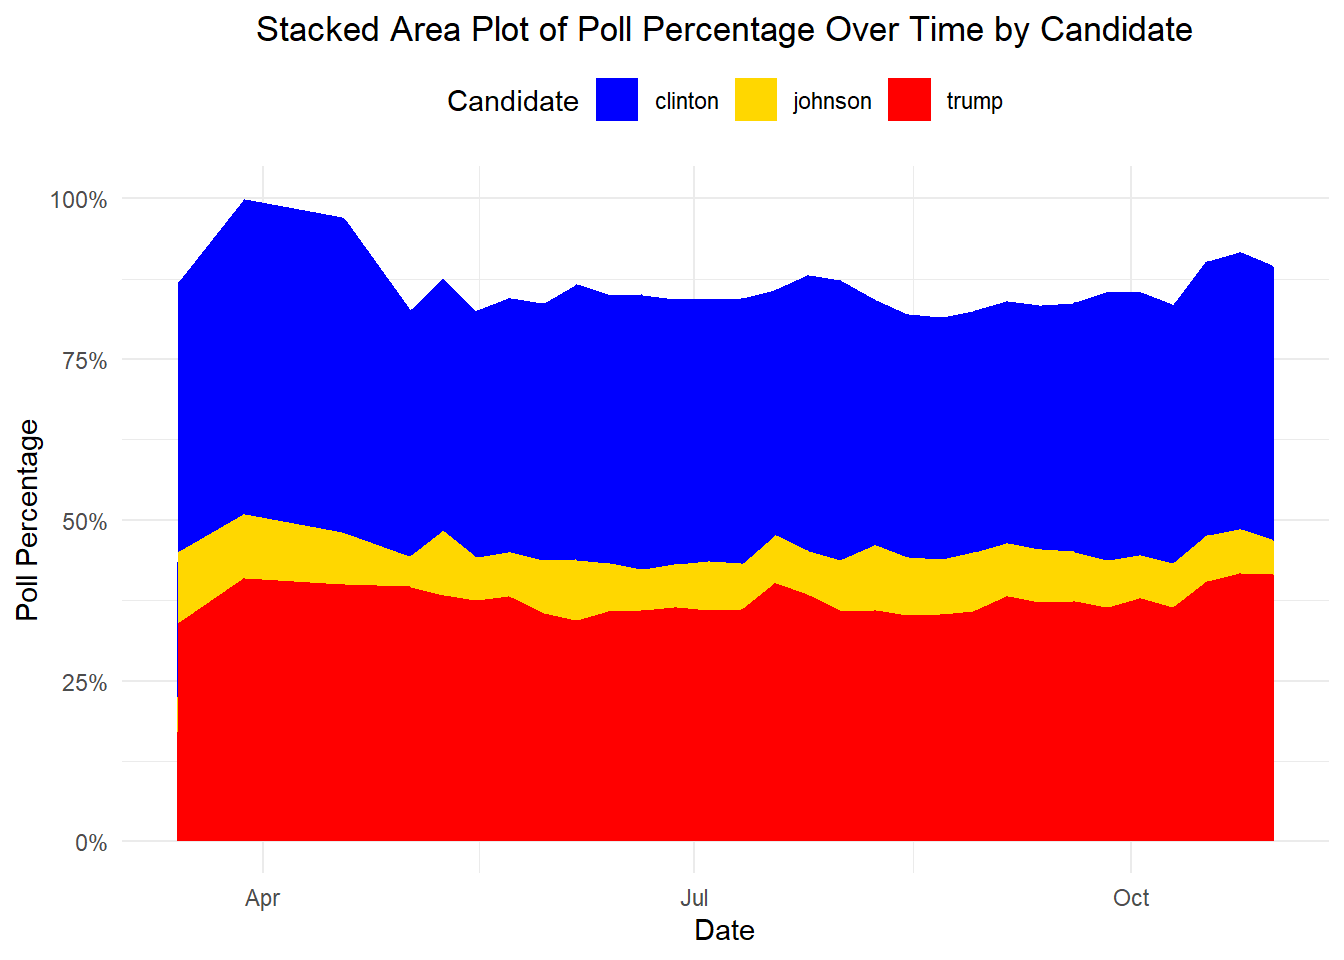 Stacked Area Plot of Poll Percentage Over Time by Candidate
Candidate clinton johnson trump
100%
75%
50%
25%
0%
Poll Percentage
Apr Jul Oct
Date